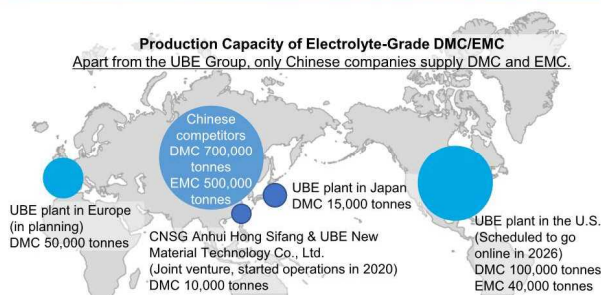 Production Capacity of Electrolyte-Grade DMC/EMC
Apart from the UBE Group, only Chinese companies supply DMC and EMC.
Chinese
competitors
DMC 700,000
tonnes
EMC 500,000
tonnes
UBE plant in Europe
(in planning)
DMC 50,000 tonnes
CNSG Anhui Hong Sifang & UBE New
Material Technology Co., Ltd.
(Joint venture, started operations in 2020)
DMC 10,000 tonnes
UBE plant in Japan
DMC 15,000 tonnes
UBE plant in the U.S.
(Scheduled to go
online in 2026)
DMC 100,000 tonnes
EMC 40,000 tonnes